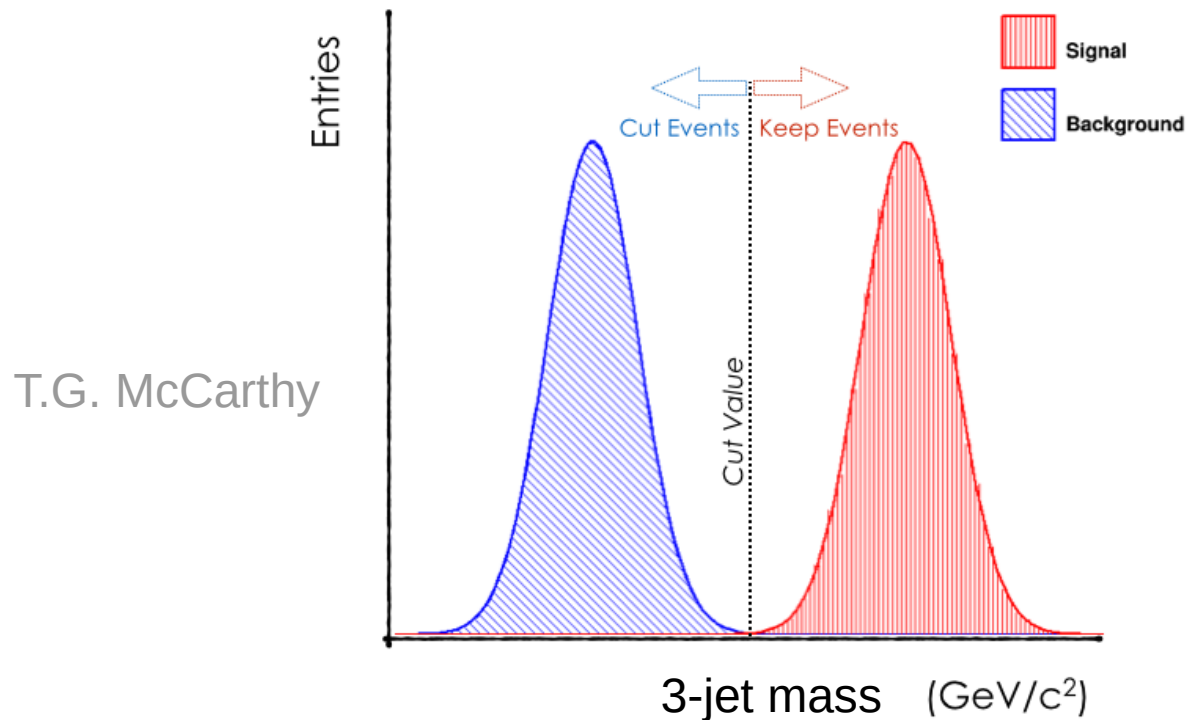 Entries
Signal
Background
Cut Events
Keep Events
T.G. McCarthy
Cut Value
3-jet mass (GeV/c²)